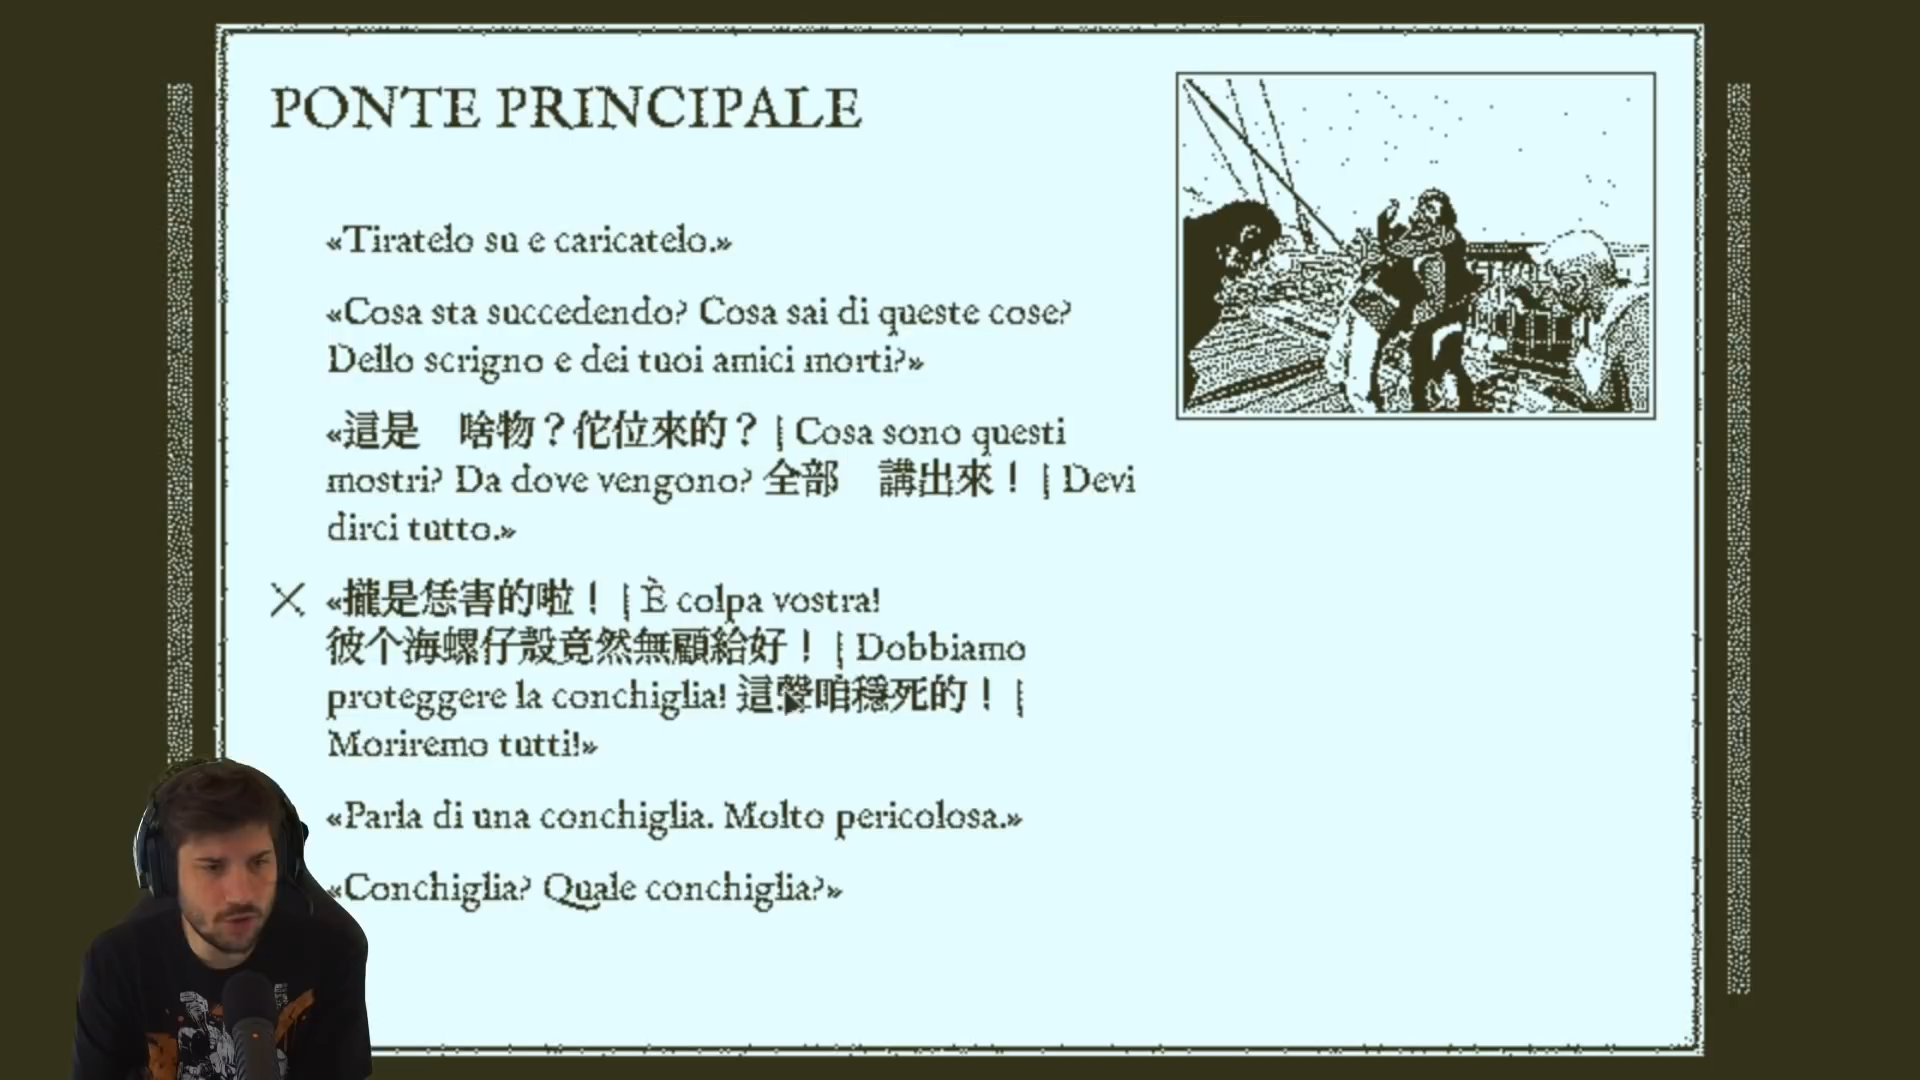 PONTE PRINCIPALE
«Tiratelo su e caricatelo.»
«Cosa sta succedendo? Cosa sai di queste cose?
Dello scrigno e dei tuoi amici morti?»
«這是　啥物？佗位來的？ | Cosa sono questi
mostri? Da dove vengono? 全部　講出來！ | Devi
dirci tutto.»
«攏是恁害的啦！ | È colpa vostra!
彼个海螺仔殼竟然無顧給好！ | Dobbiamo
proteggere la conchiglia! 這聲咱穩死的！ |
Moriremo tutti!»
«Parla di una conchiglia. Molto pericolosa.»
«Conchiglia? Quale conchiglia?»